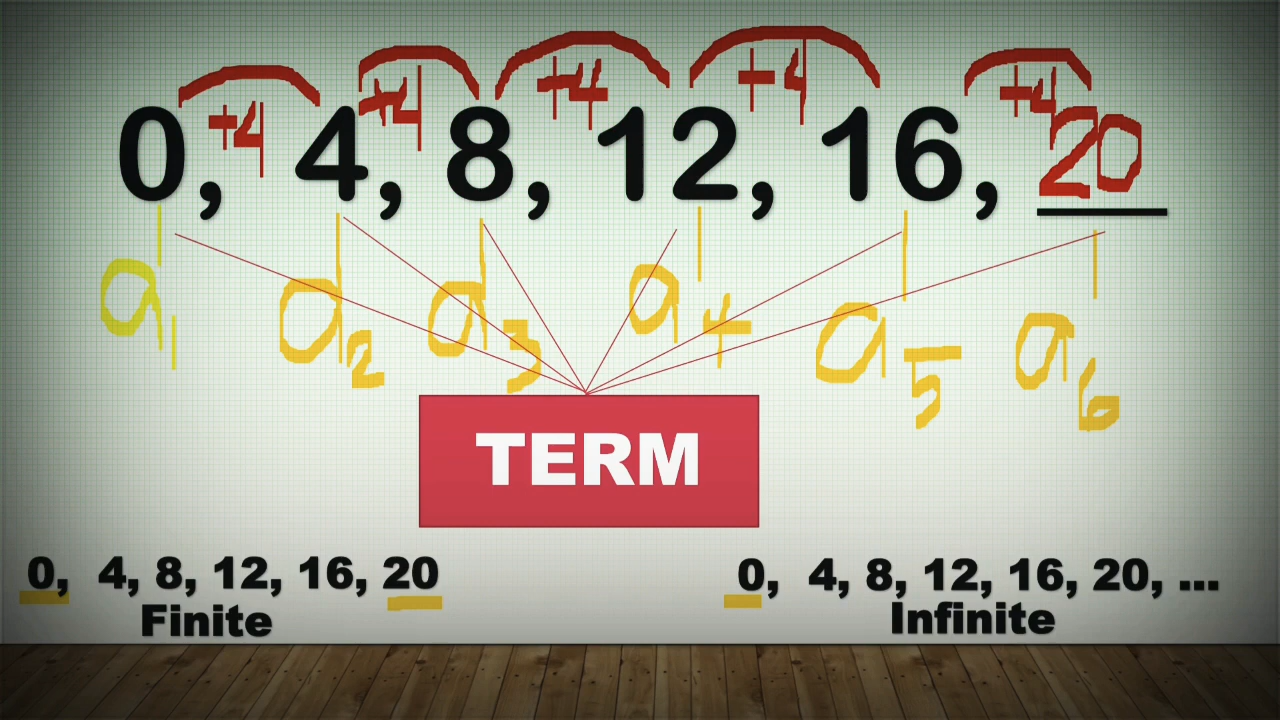 +4 +4 +4 +4 +4
0, 4, 8, 12, 16, 20
a1 a2 a3 a4 a5 a6
TERM
0, 4, 8, 12, 16, 20
Finite
0, 4, 8, 12, 16, 20, ...
Infinite